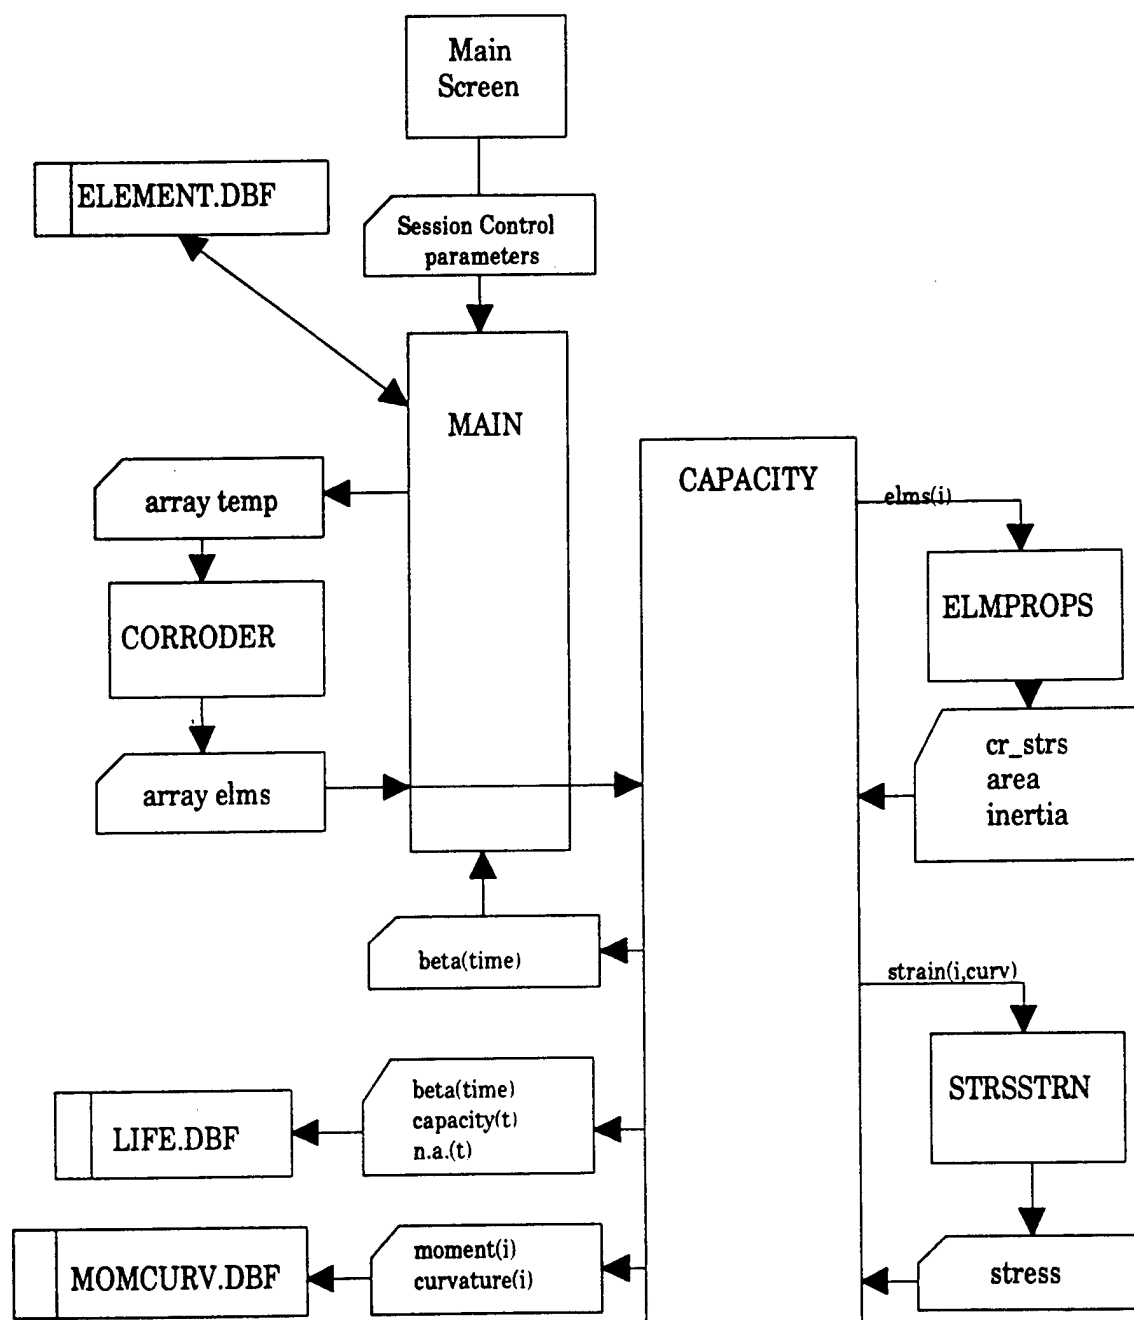 Main
Screen
ELEMENT.DBF
Session Control
parameters
MAIN
CAPACITY
array temp
elms(i)
CORRODER
ELMPROPS
array elms
cr_strs
area
inertia
beta(time)
strain(i,curv)
beta(time)
capacity(t)
n.a.(t)
LIFE.DBF
STRSSTRN
moment(i)
curvature(i)
MOMCURV.DBF
stress